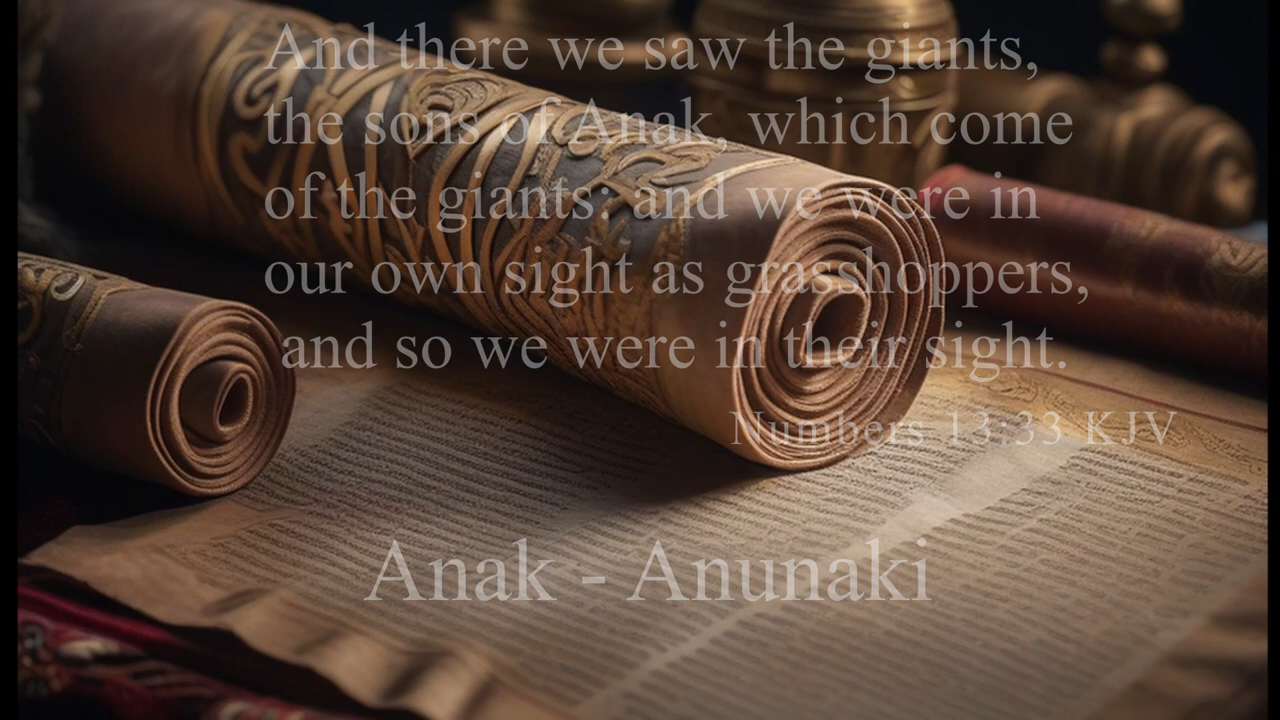 And there we saw the giants,
the sons of Anak, which come
of the giants: and we were in
our own sight as grasshoppers,
and so we were in their sight.
Numbers 13:33 KJV
Anak - Anunaki